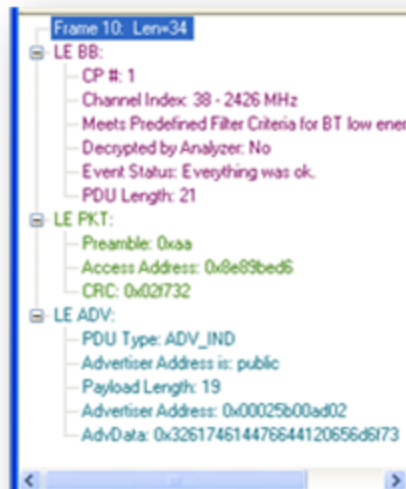 Frame 10: Len=34
LE BB:
CP #: 1
Channel Index: 38 - 2426 MHz
Meets Predefined Filter Criteria for BT low ener
Decrypted by Analyzer: No
Event Status: Everything was ok.
PDU Length: 21
LE PKT:
Preamble: 0xaa
Access Address: 0x8e89bed6
CRC: 0x02f732
LE ADV:
PDU Type: ADV_IND
Advertiser Address is: public
Payload Length: 19
Advertiser Address: 0x00025b00ad02
AdvData: 0x326174614476644120656d6f73